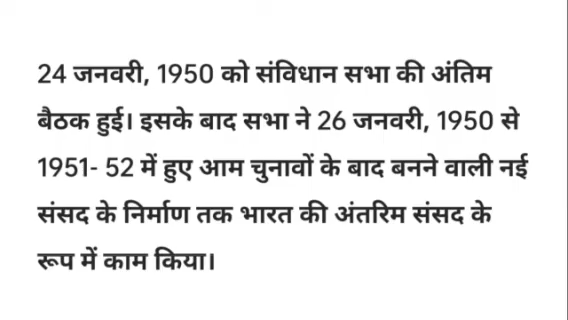 24 जनवरी, 1950 को संविधान सभा की अंतिम
बैठक हुई। इसके बाद सभा ने 26 जनवरी, 1950 से
1951- 52 में हुए आम चुनावों के बाद बनने वाली नई
संसद के निर्माण तक भारत की अंतरिम संसद के
रूप में काम किया।